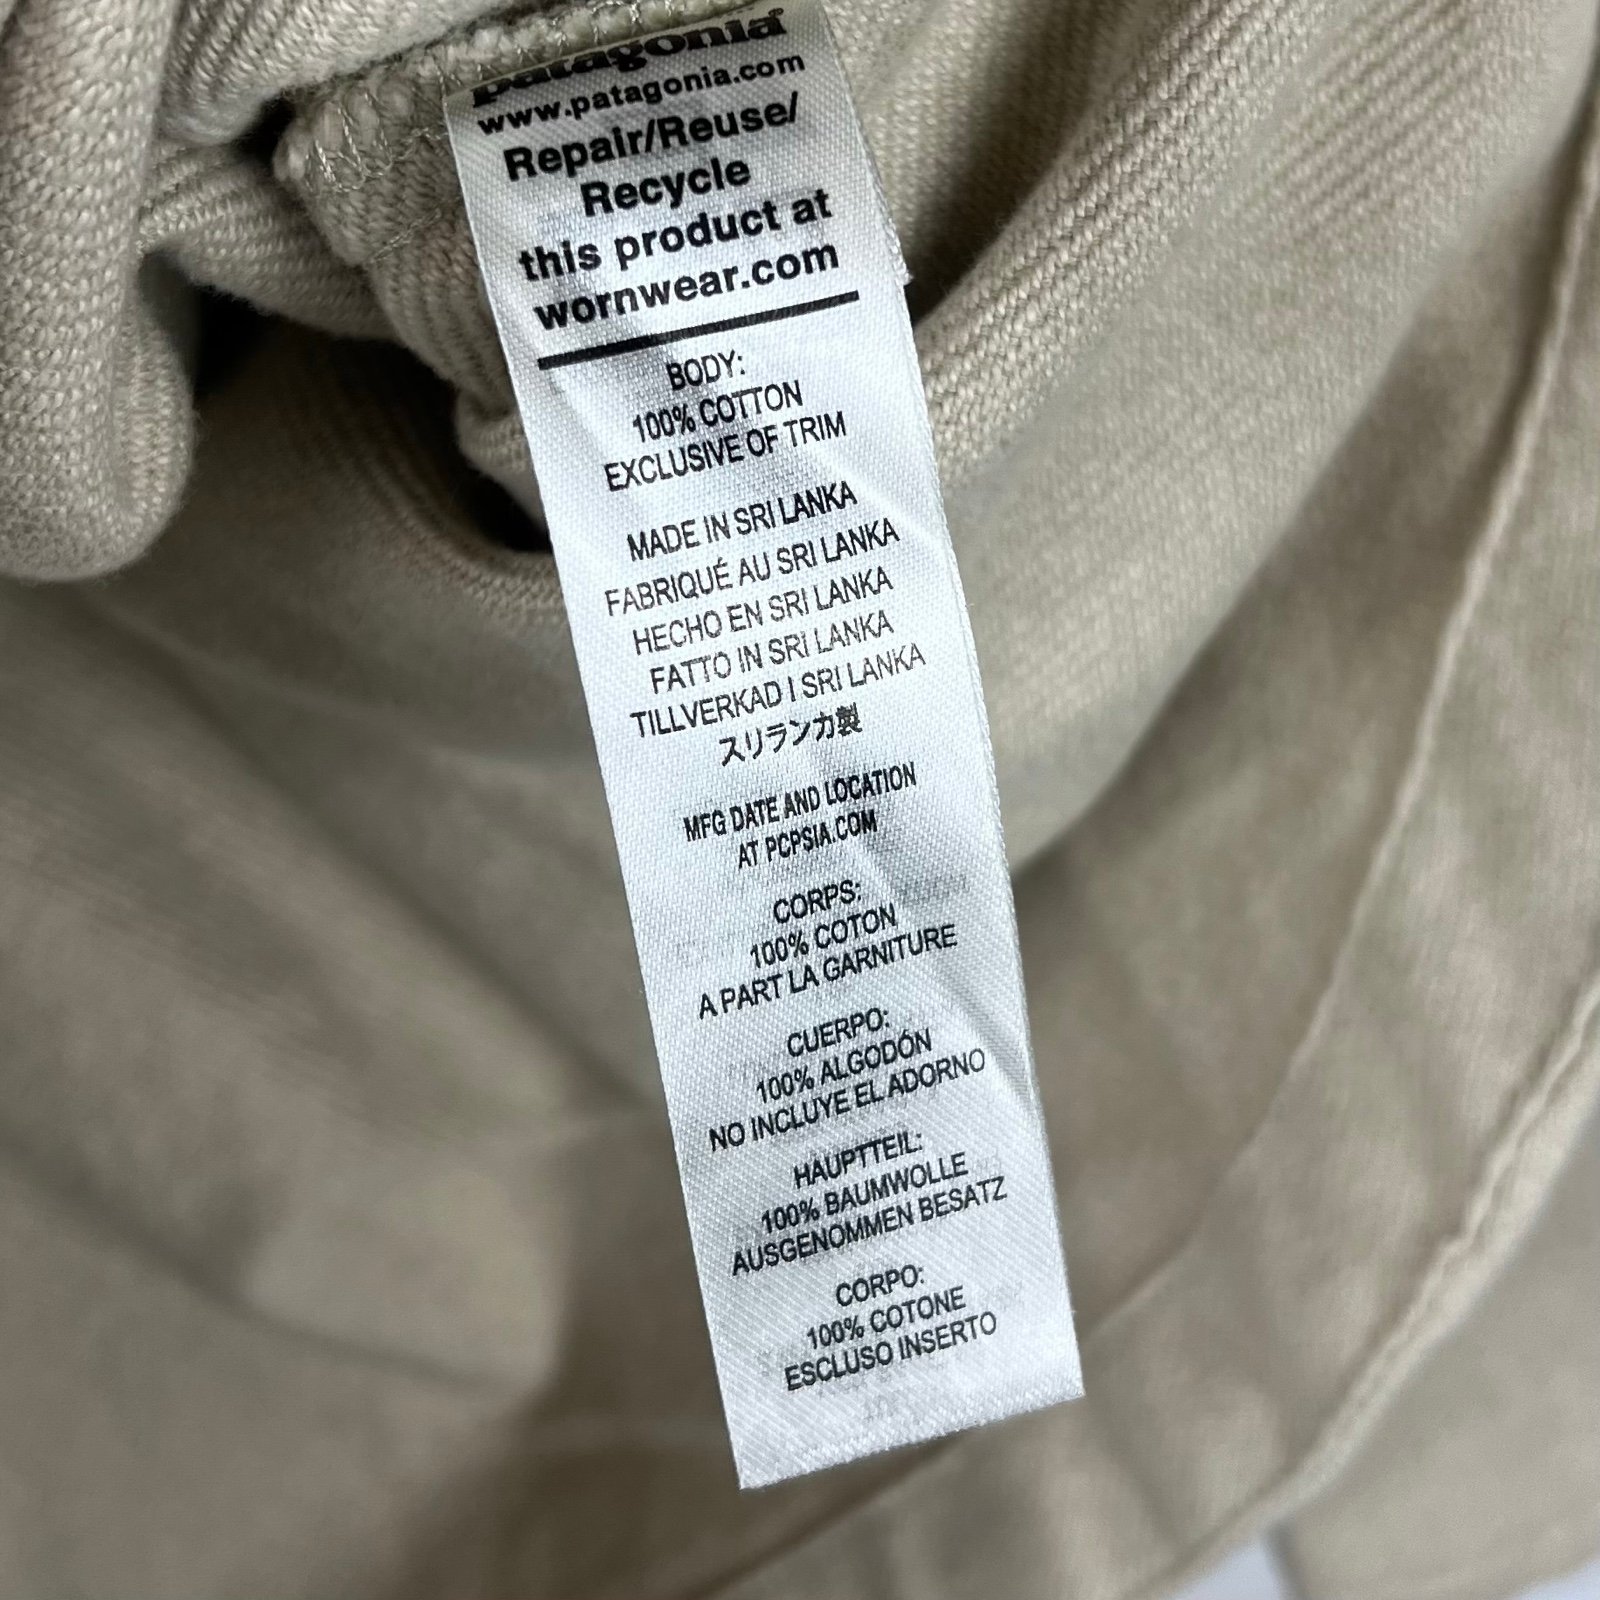 patagonia
www.patagonia.com
Repair/Reuse/
Recycle
this product at
wornwear.com
BODY:
100% COTTON
EXCLUSIVE OF TRIM
MADE IN SRI LANKA
FABRIQUÉ AU SRI LANKA
HECHO EN SRI LANKA
FATTO IN SRI LANKA
TILLVERKAD I SRI LANKA
スリランカ製
MFG DATE AND LOCATION
AT PCPSIA.COM
CORPS:
100% COTON
A PART LA GARNITURE
CUERPO:
100% ALGODÓN
NO INCLUYE EL ADORNO
HAUPTTEIL:
100% BAUMWOLLE
AUSGENOMMEN BESATZ
CORPO:
100% COTONE
ESCLUSO INSERTO